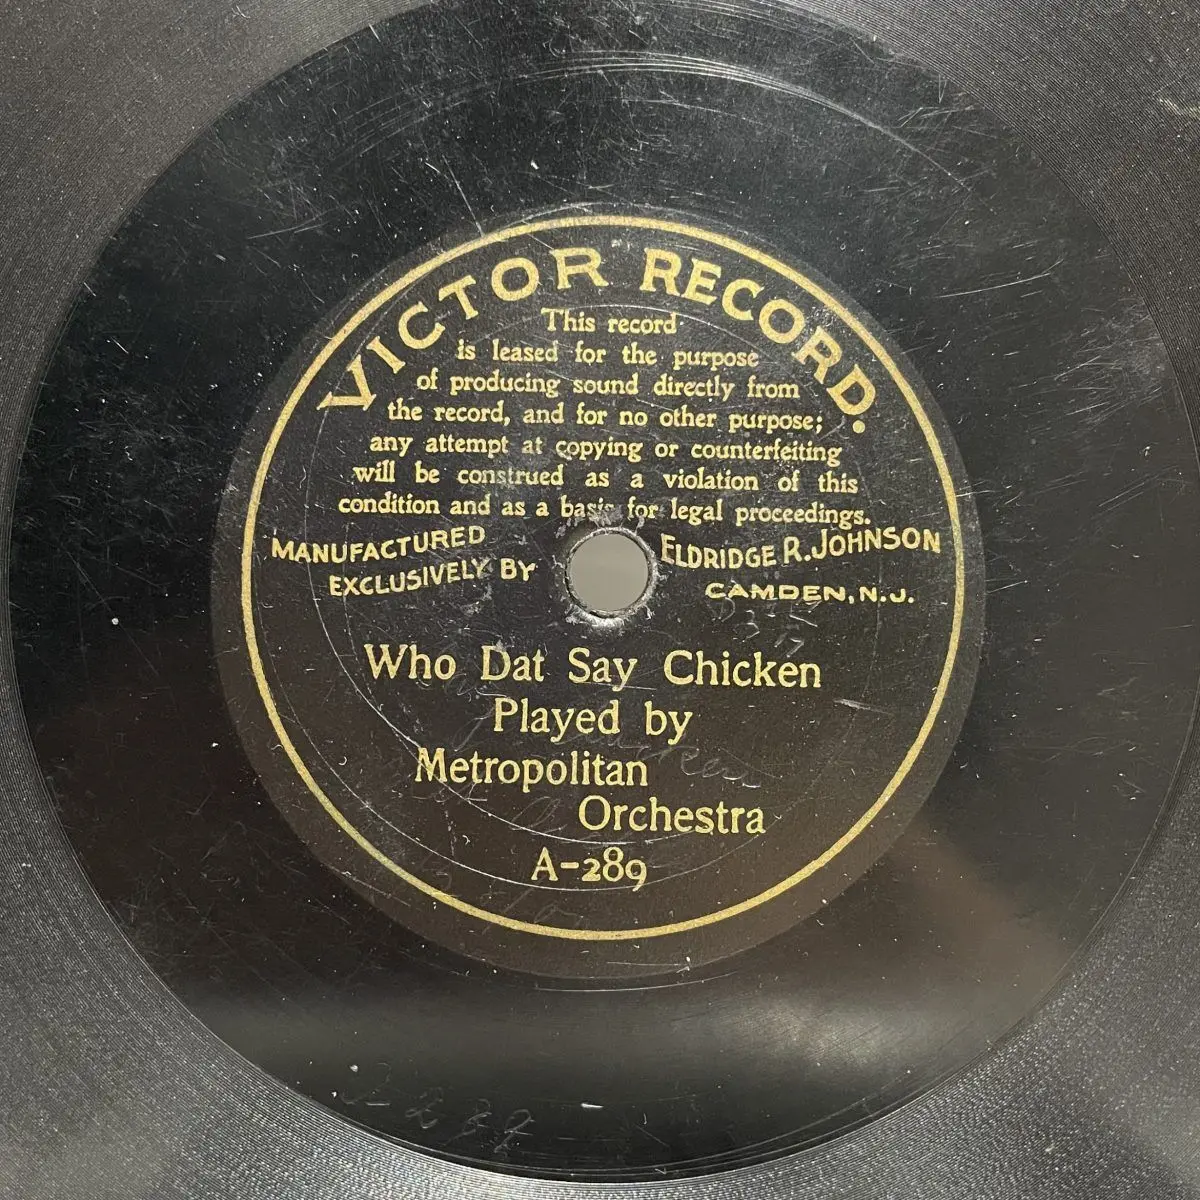 VICTOR RECORD.
This record
is leased for the purpose
of producing sound directly from
the record, and for no other purpose;
any attempt at copying or counterfeiting
will be construed as a violation of this
condition and as a basis for legal proceedings.
MANUFACTURED
EXCLUSIVELY BY
ELDRIDGE R. JOHNSON
CAMDEN, N.J.
Who Dat Say Chicken
Played by
Metropolitan
Orchestra
A-289